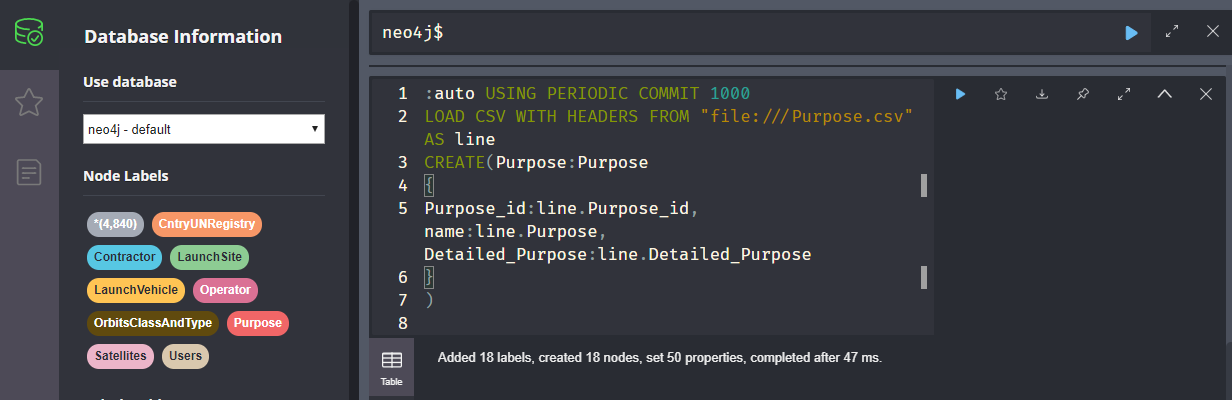 Database Information
Use database
neo4j - default
Node Labels
*(4,840) CntryUNRegistry
Contractor LaunchSite
LaunchVehicle Operator
OrbitsClassAndType Purpose
Satellites Users
neo4j$
1 :auto USING PERIODIC COMMIT 1000
2 LOAD CSV WITH HEADERS FROM "file:///Purpose.csv"
AS line
3 CREATE(Purpose:Purpose
4 {
5 Purpose_id:line.Purpose_id,
name:line.Purpose,
Detailed_Purpose:line.Detailed_Purpose
6 }
7 )
8
Table
Added 18 labels, created 18 nodes, set 50 properties, completed after 47 ms.